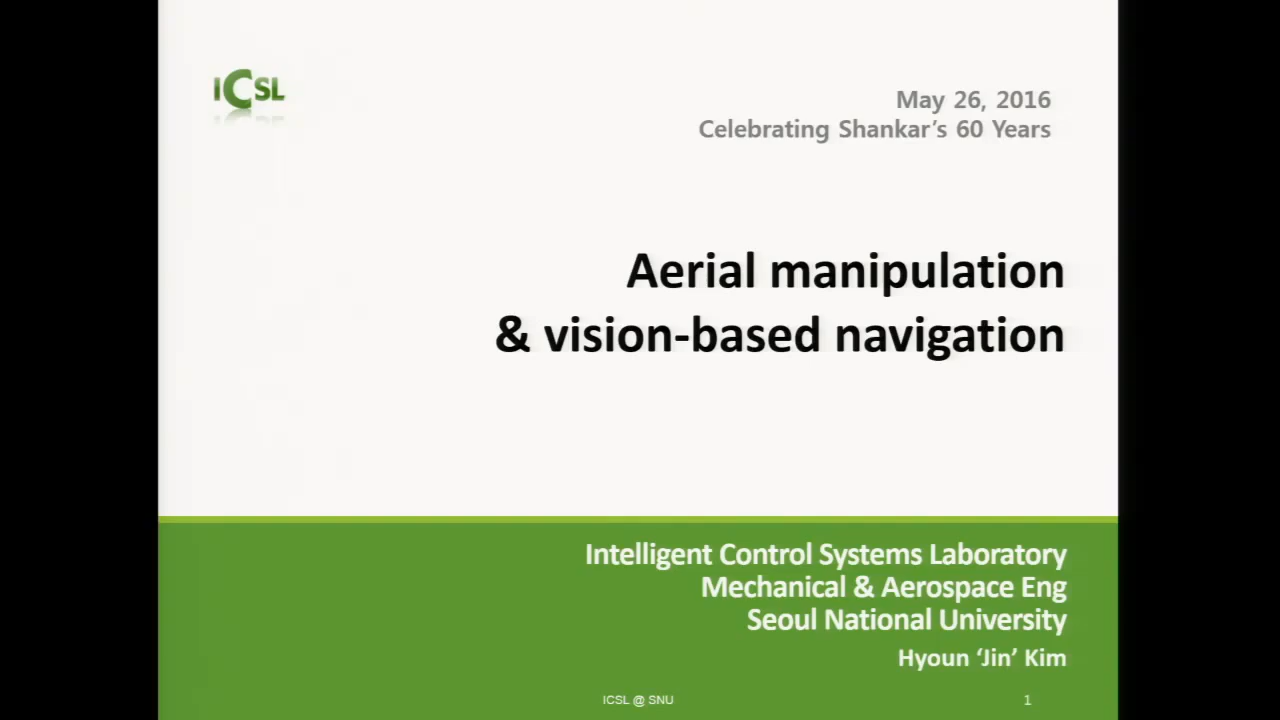 ICSL
May 26, 2016
Celebrating Shankar's 60 Years
Aerial manipulation
& vision-based navigation
Intelligent Control Systems Laboratory
Mechanical & Aerospace Eng
Seoul National University
Hyoun ‘Jin’ Kim
ICSL @ SNU
1